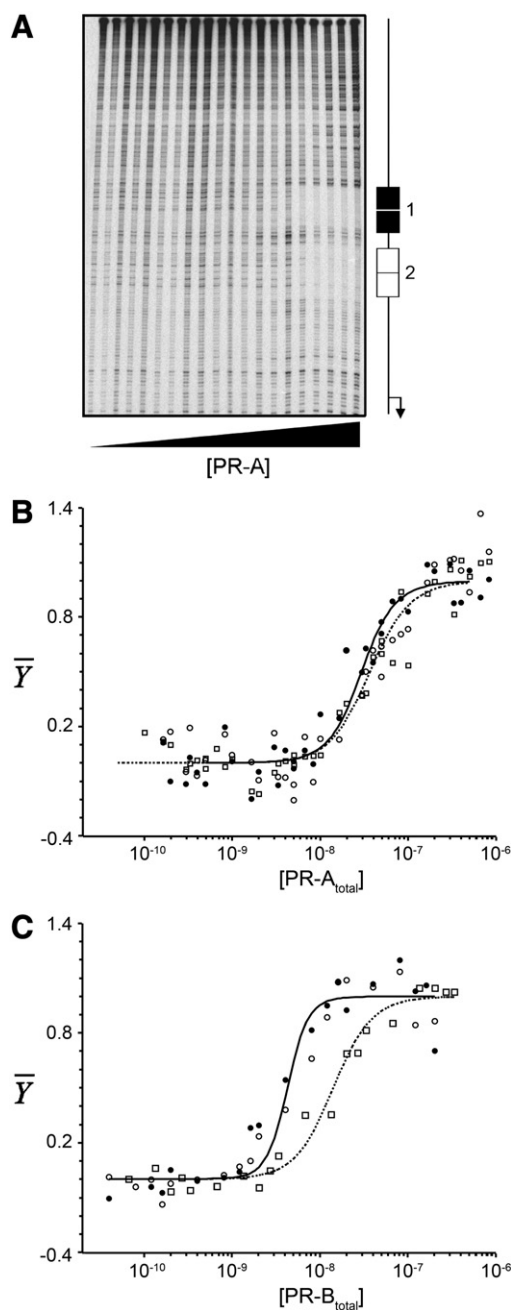 A
1
2
[PR-A]
B
1.4
0.8
Y̅
0.2
-0.4
10⁻¹⁰ 10⁻⁹ 10⁻⁸ 10⁻⁷ 10⁻⁶
[PR-A_total]
C
1.4
0.8
Y̅
0.2
-0.4
10⁻¹⁰ 10⁻⁹ 10⁻⁸ 10⁻⁷ 10⁻⁶
[PR-B_total]